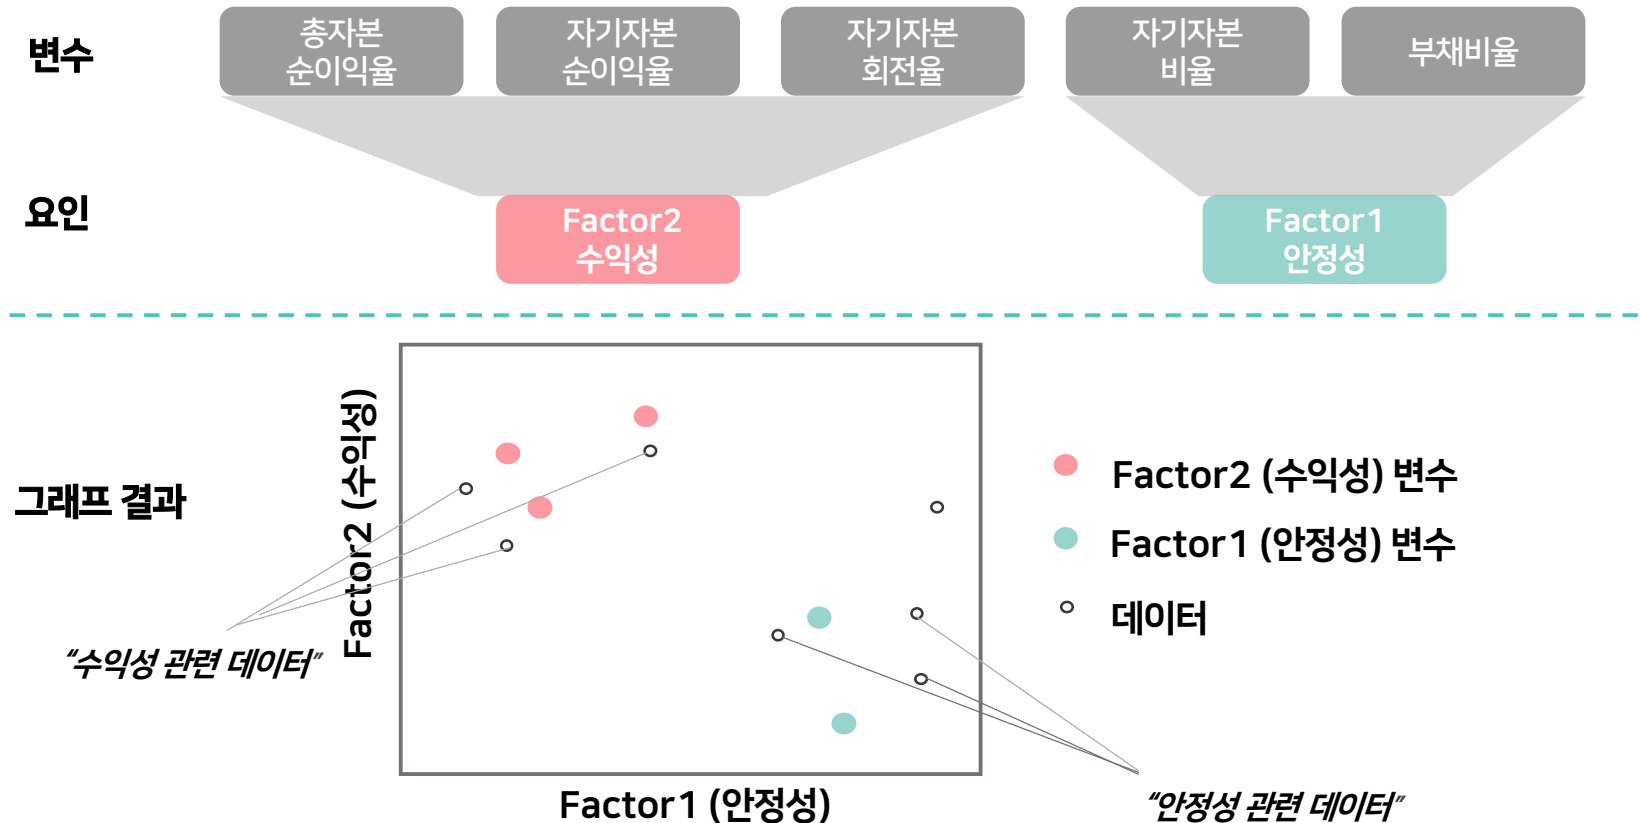 변수
총자본
순이익율
자기자본
순이익율
자기자본
회전율
자기자본
비율
부채비율
요인
Factor2
수익성
Factor1
안정성
그래프 결과
Factor2 (수익성)
Factor2 (수익성) 변수
Factor1 (안정성) 변수
데이터
“수익성 관련 데이터”
Factor1 (안정성)
“안정성 관련 데이터”